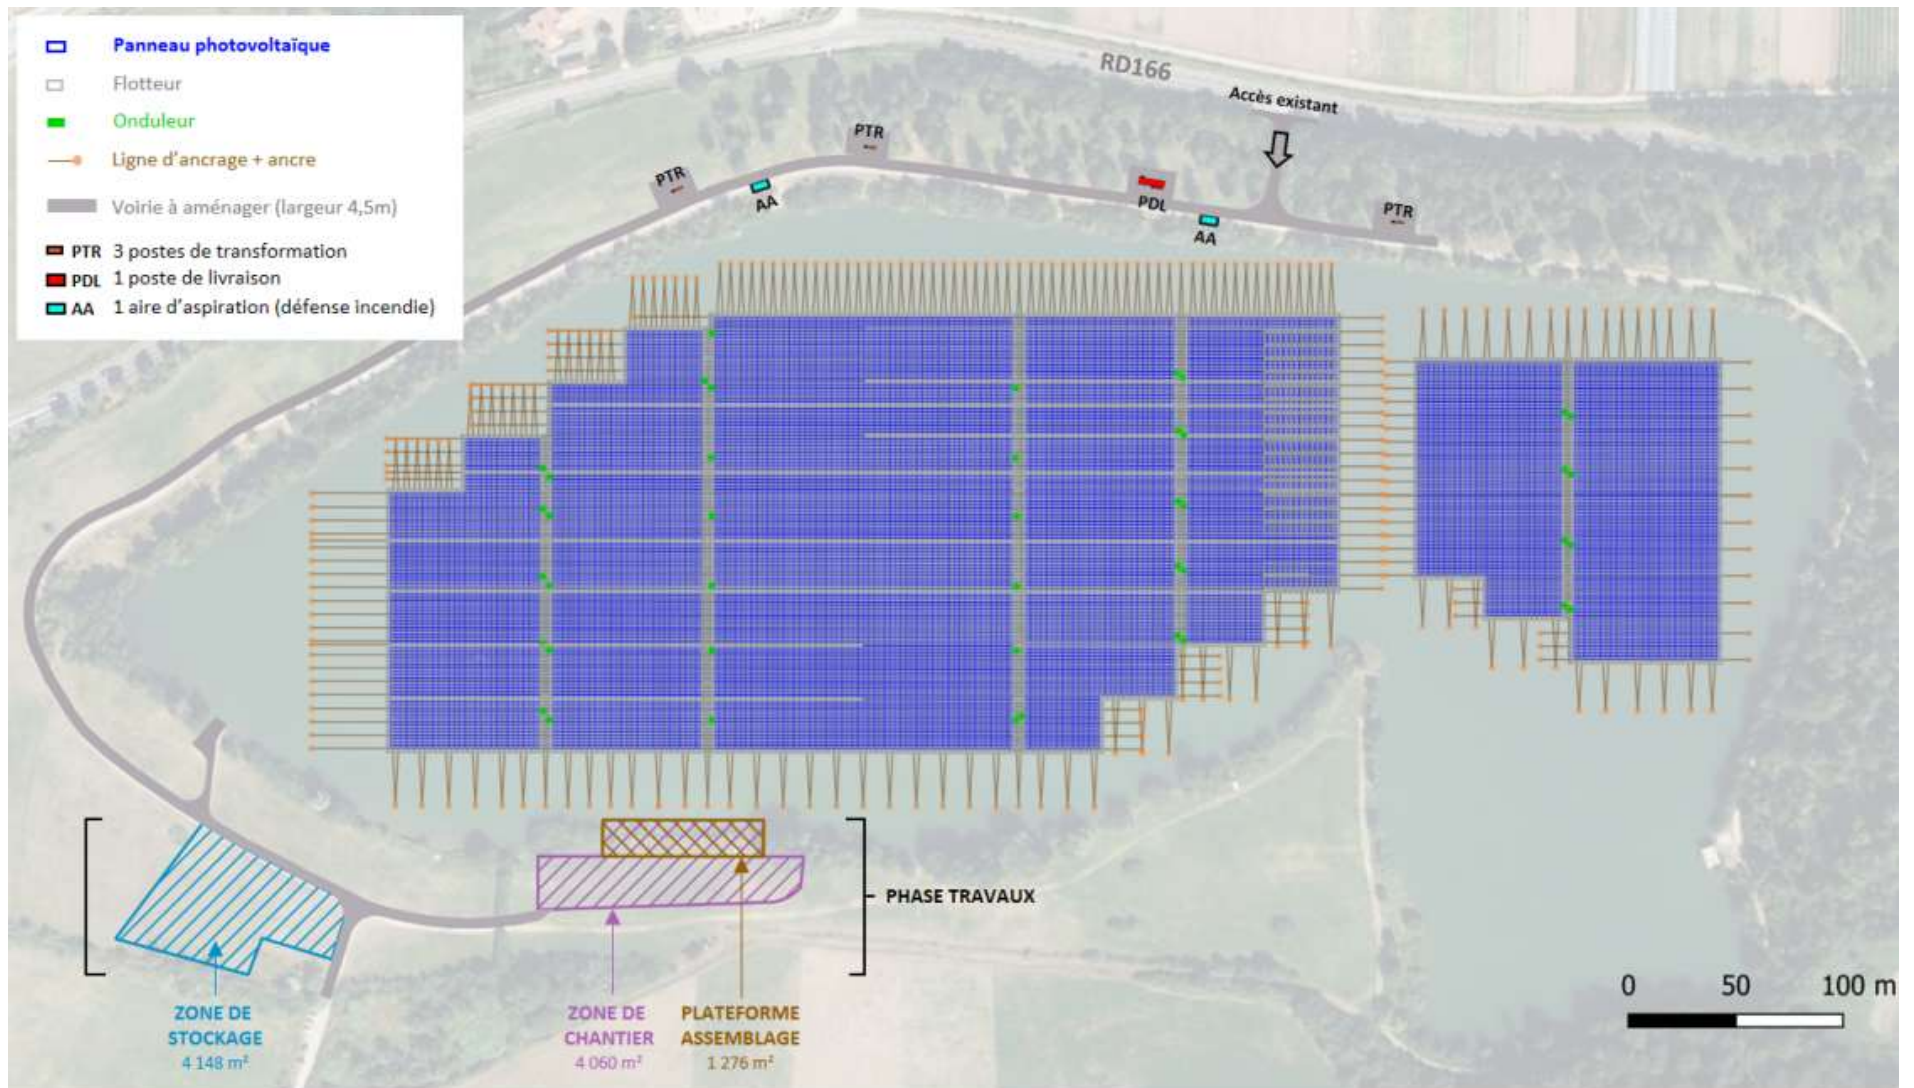 Panneau photovoltaïque
Flotteur
Onduleur
Ligne d'ancrage + ancre
Voirie à aménager (largeur 4,5m)
PTR 3 postes de transformation
PDL 1 poste de livraison
AA 1 aire d'aspiration (défense incendie)
RD166
Accès existant
PTR
PTR
AA
PDL
AA
PTR
PHASE TRAVAUX
ZONE DE
STOCKAGE
4 148 m²
ZONE DE
CHANTIER
4 060 m²
PLATEFORME
ASSEMBLAGE
1 276 m²
0 50 100 m